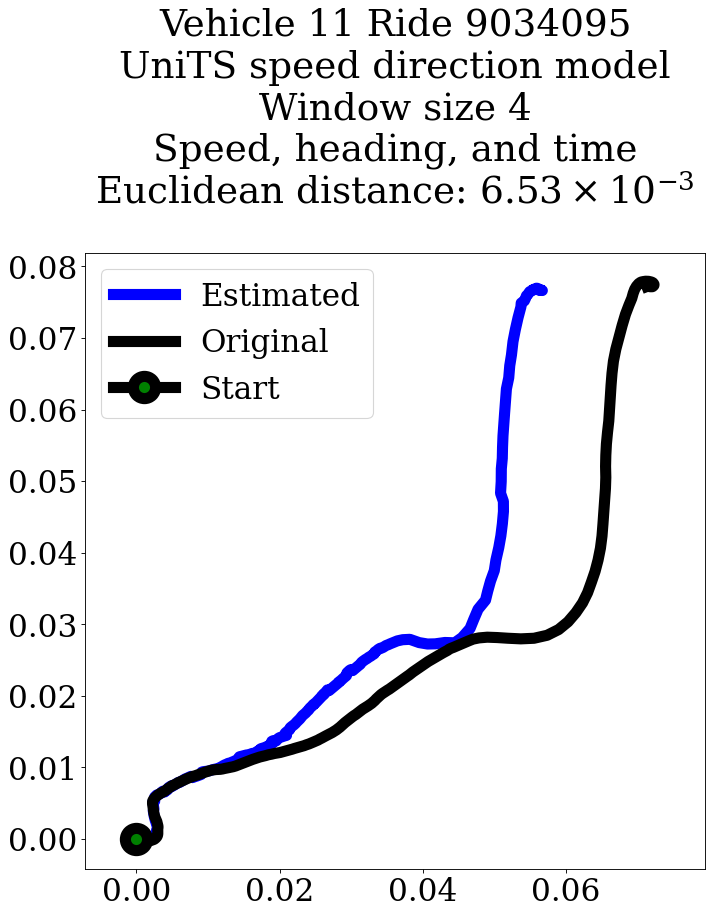 Vehicle 11 Ride 9034095
UniTS speed direction model
Window size 4
Speed, heading, and time
Euclidean distance: 6.53 × 10⁻³
0.08
Estimated
0.07
Original
Start
0.06
0.05
0.04
0.03
0.02
0.01
0.00
0.00 0.02 0.04 0.06